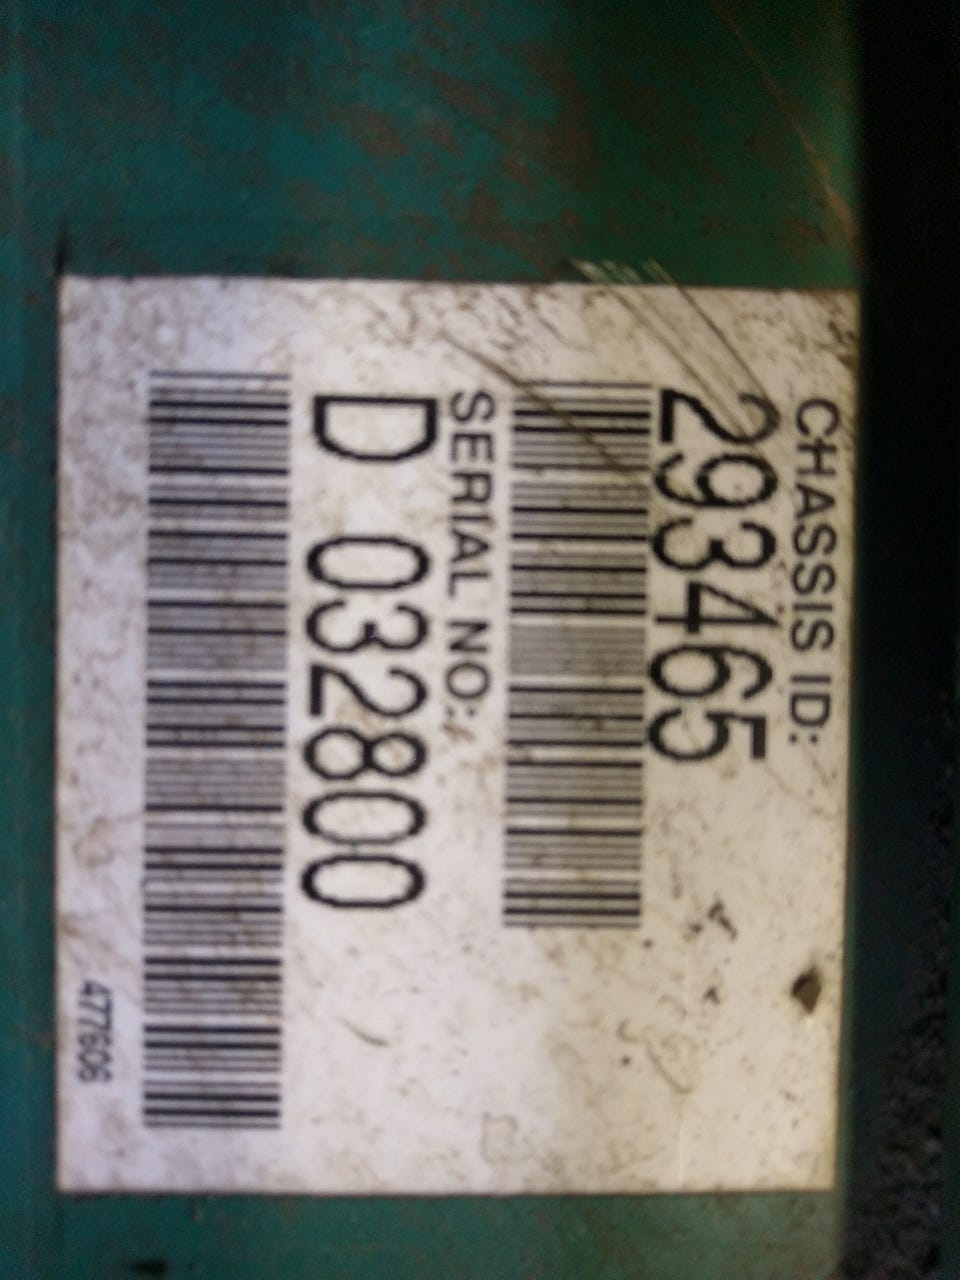 CHASSIS ID:
293465
SERIAL NO:
D 032800
477606